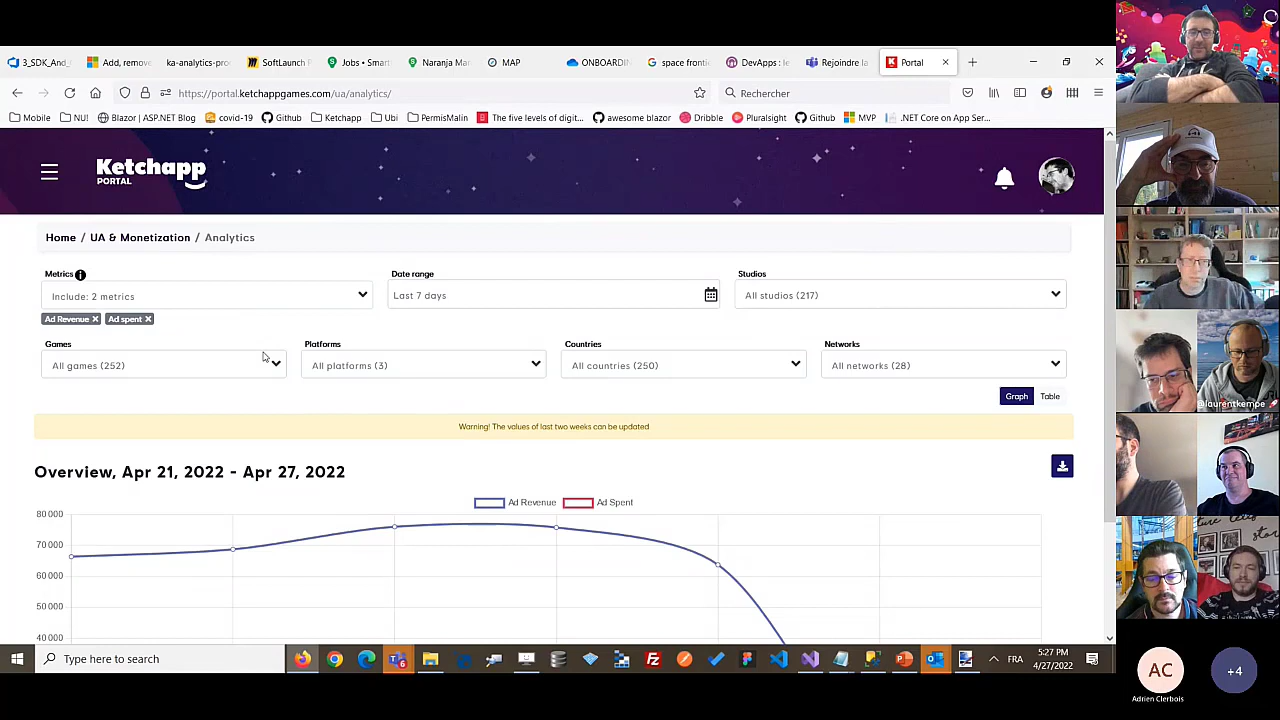 3_SDK_And_
Add, remove
ka-analytics-pro
SoftLaunch
Jobs • Smart
Naranja Ma
MAP
ONBOARDIN
space fronti
DevApps : le
Rejoindre la
Portal
https://portal.ketchappgames.com/ua/analytics/
Rechercher
Mobile
NU!
Blazor | ASP.NET Blog
covid-19
Github
Ketchapp
Ubi
PermisMalin
The five levels of digit...
awesome blazor
Dribble
Pluralsight
Github
MVP
.NET Core on App Ser...
Ketchapp
PORTAL
Home / UA & Monetization / Analytics
Metrics
Date range
Studios
Include: 2 metrics
Last 7 days
All studios (217)
Ad Revenue
Ad spent
Games
Platforms
Countries
Networks
All games (252)
All platforms (3)
All countries (250)
All networks (28)
Graph
Table
Warning! The values of last two weeks can be updated
Overview, Apr 21, 2022 - Apr 27, 2022
Ad Revenue
Ad Spent
80 000
70 000
60 000
50 000
40 000
Type here to search
FRA
5:27 PM
4/27/2022
@laurentkempe
AC
Adrien Clerbois
+4